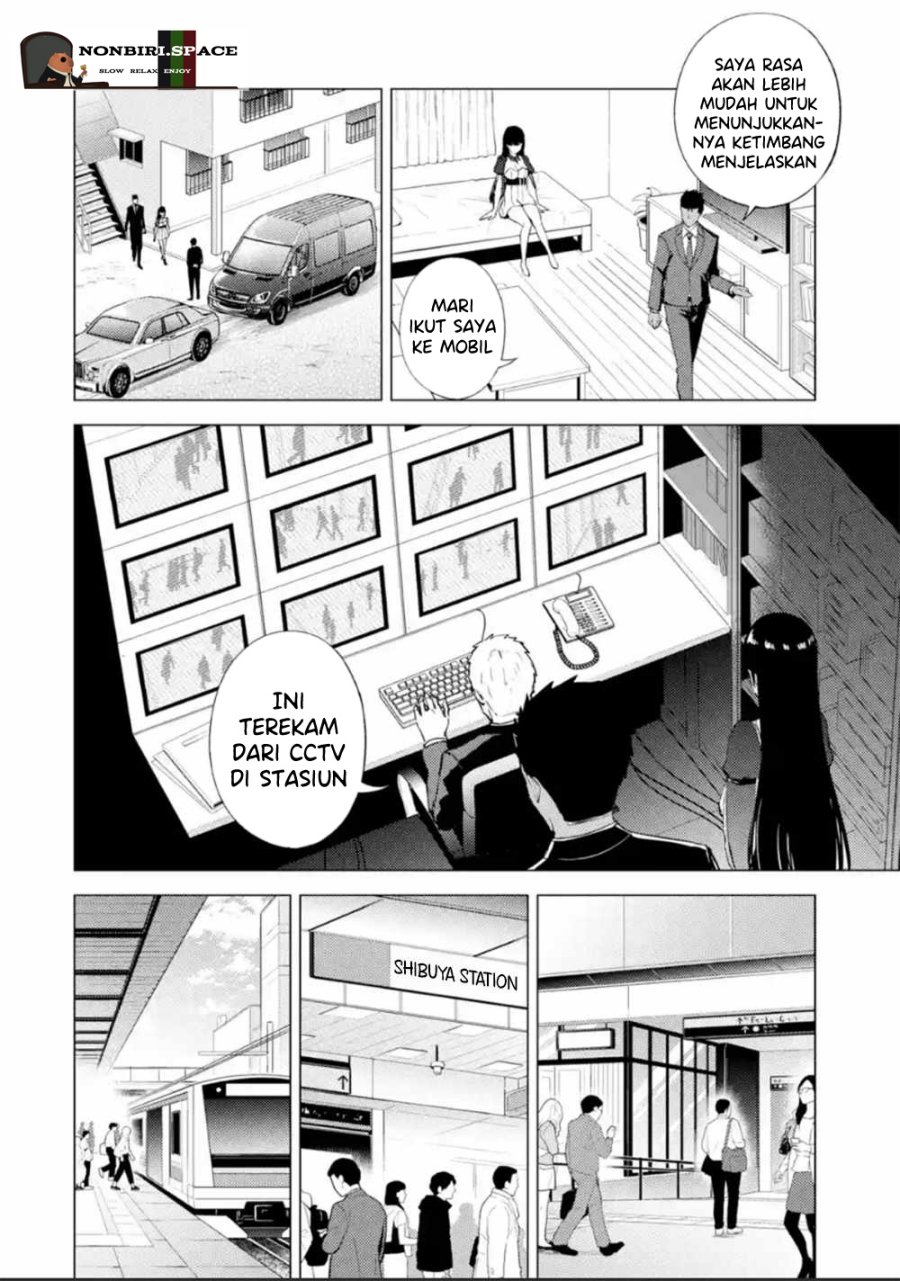 NONBIRI.SPACE
SLOW RELAX ENJOY
SAYA RASA
AKAN LEBIH
MUDAH UNTUK
MENUNJUKKAN-
NYA KETIMBANG
MENJELASKAN
MARI
IKUT SAYA
KE MOBIL
INI
TEREKAM
DARI CCTV
DI STASIUN
SHIBUYA STATION